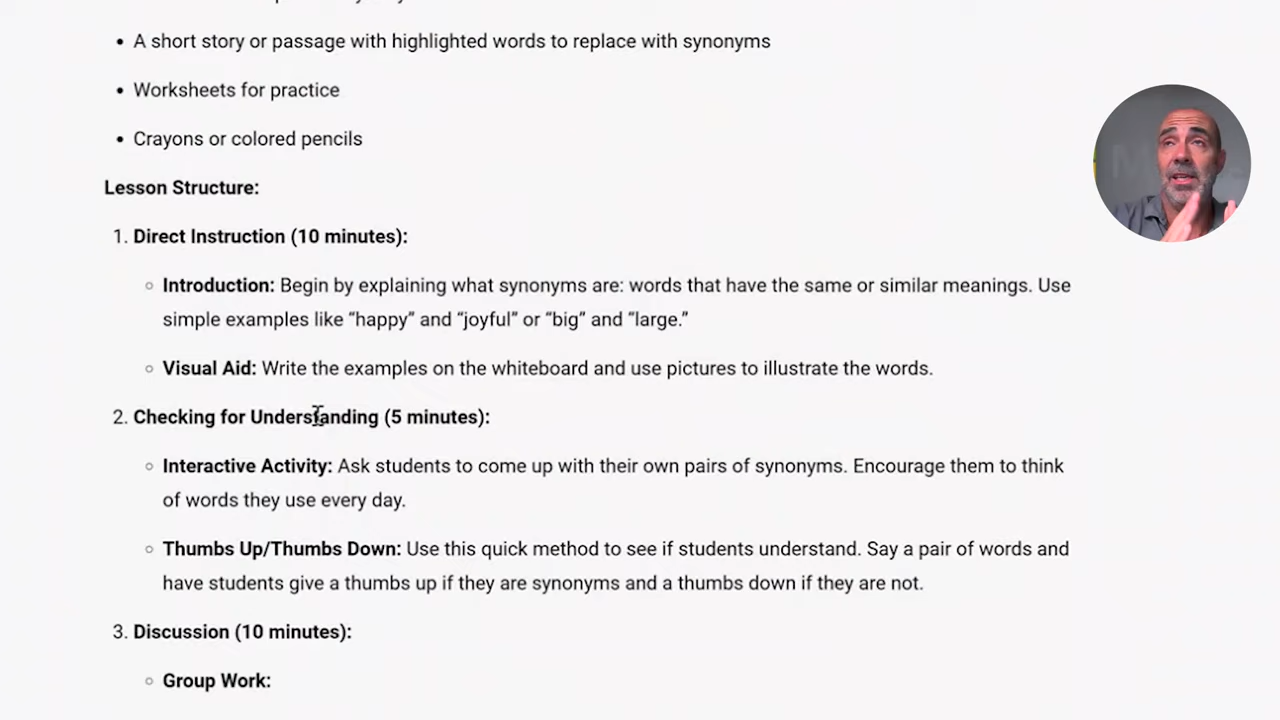 • A short story or passage with highlighted words to replace with synonyms
• Worksheets for practice
• Crayons or colored pencils
Lesson Structure:
1. Direct Instruction (10 minutes):
◦ Introduction: Begin by explaining what synonyms are: words that have the same or similar meanings. Use
simple examples like “happy” and “joyful” or “big” and “large.”
◦ Visual Aid: Write the examples on the whiteboard and use pictures to illustrate the words.
2. Checking for Understanding (5 minutes):
◦ Interactive Activity: Ask students to come up with their own pairs of synonyms. Encourage them to think
of words they use every day.
◦ Thumbs Up/Thumbs Down: Use this quick method to see if students understand. Say a pair of words and
have students give a thumbs up if they are synonyms and a thumbs down if they are not.
3. Discussion (10 minutes):
◦ Group Work: